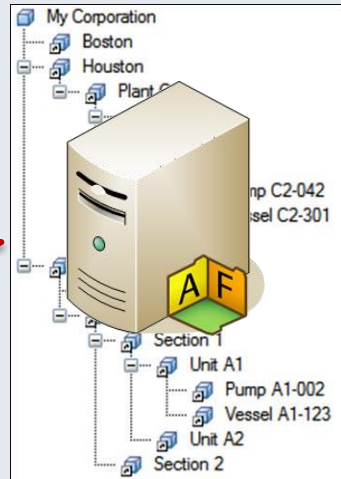 My Corporation
Boston
Houston
Plant
mp C2-042
ssel C2-301
A F
Section 1
Unit A1
Pump A1-002
Vessel A1-123
Unit A2
Section 2